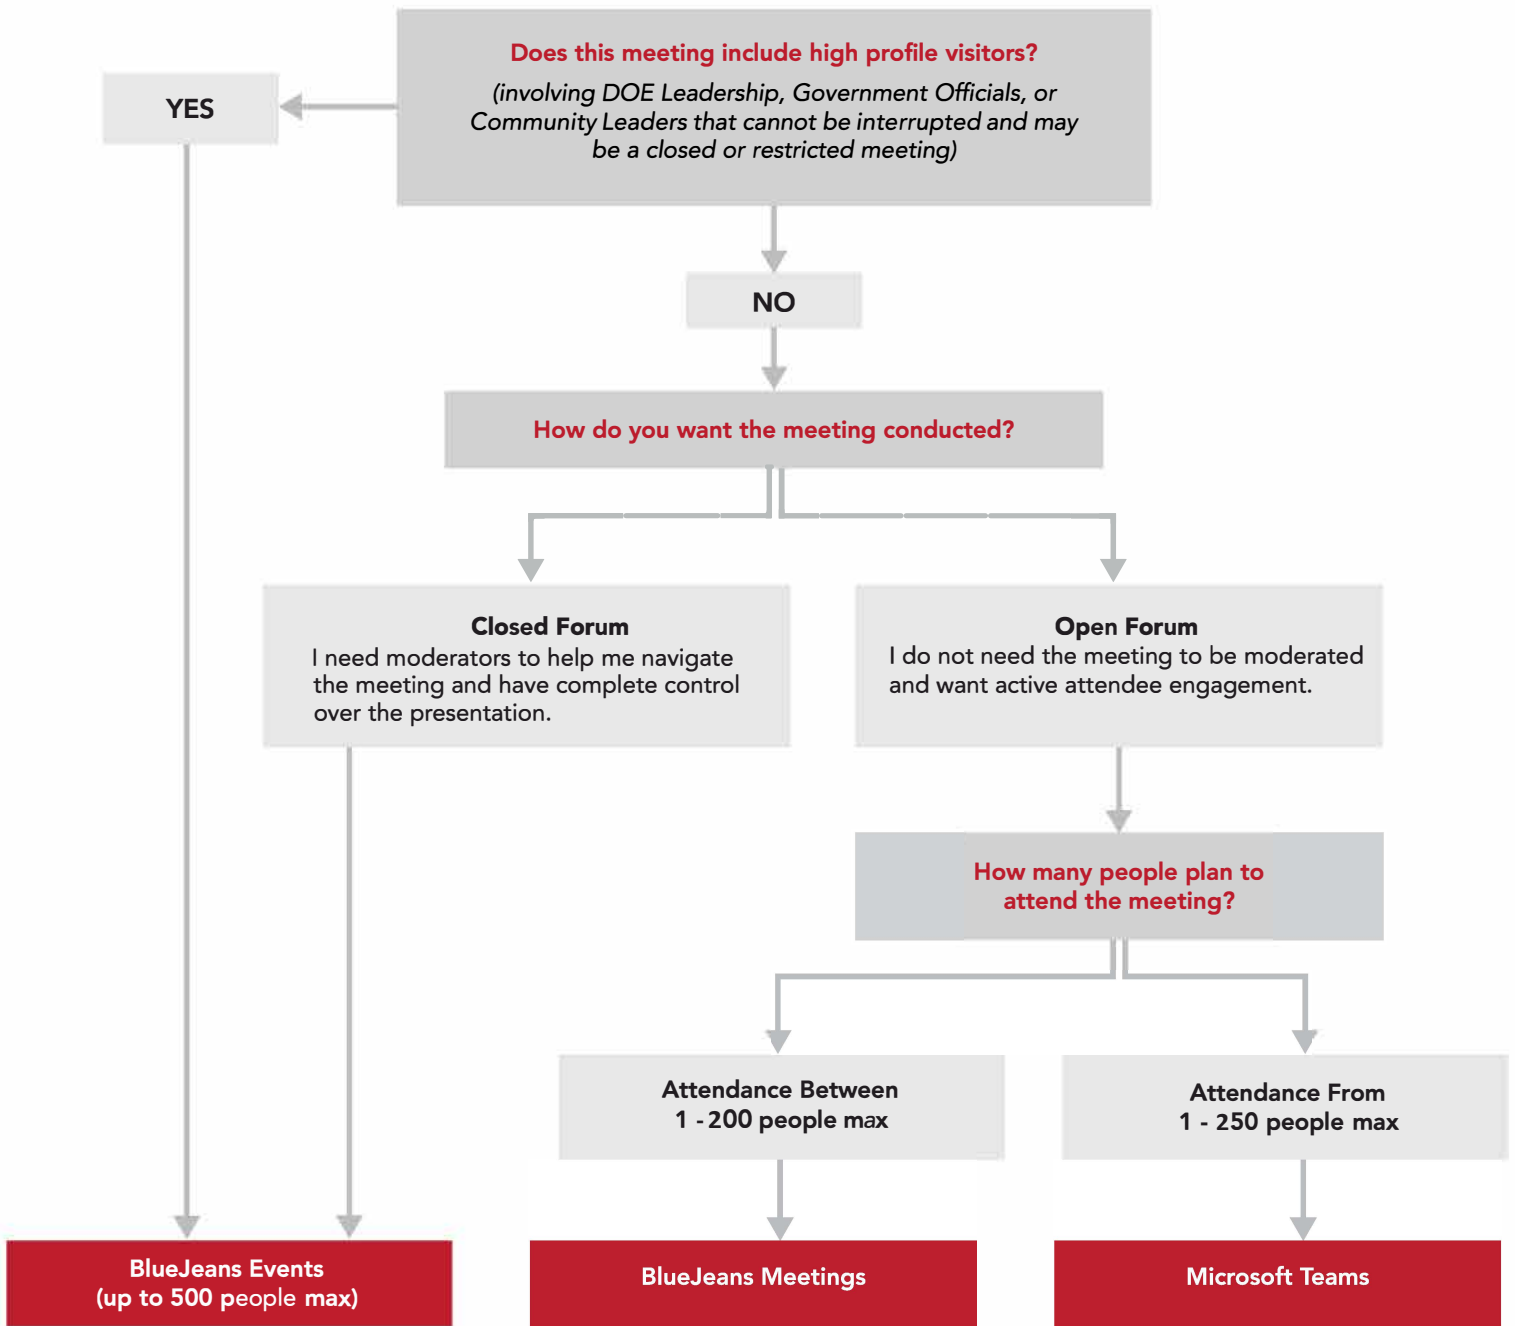 Does this meeting include high profile visitors?
(involving DOE Leadership, Government Officials, or
Community Leaders that cannot be interrupted and may
be a closed or restricted meeting)
YES
NO
How do you want the meeting conducted?
Closed Forum
I need moderators to help me navigate
the meeting and have complete control
over the presentation.
Open Forum
I do not need the meeting to be moderated
and want active attendee engagement.
How many people plan to
attend the meeting?
Attendance Between
1 - 200 people max
Attendance From
1 - 250 people max
BlueJeans Events
(up to 500 people max)
BlueJeans Meetings
Microsoft Teams